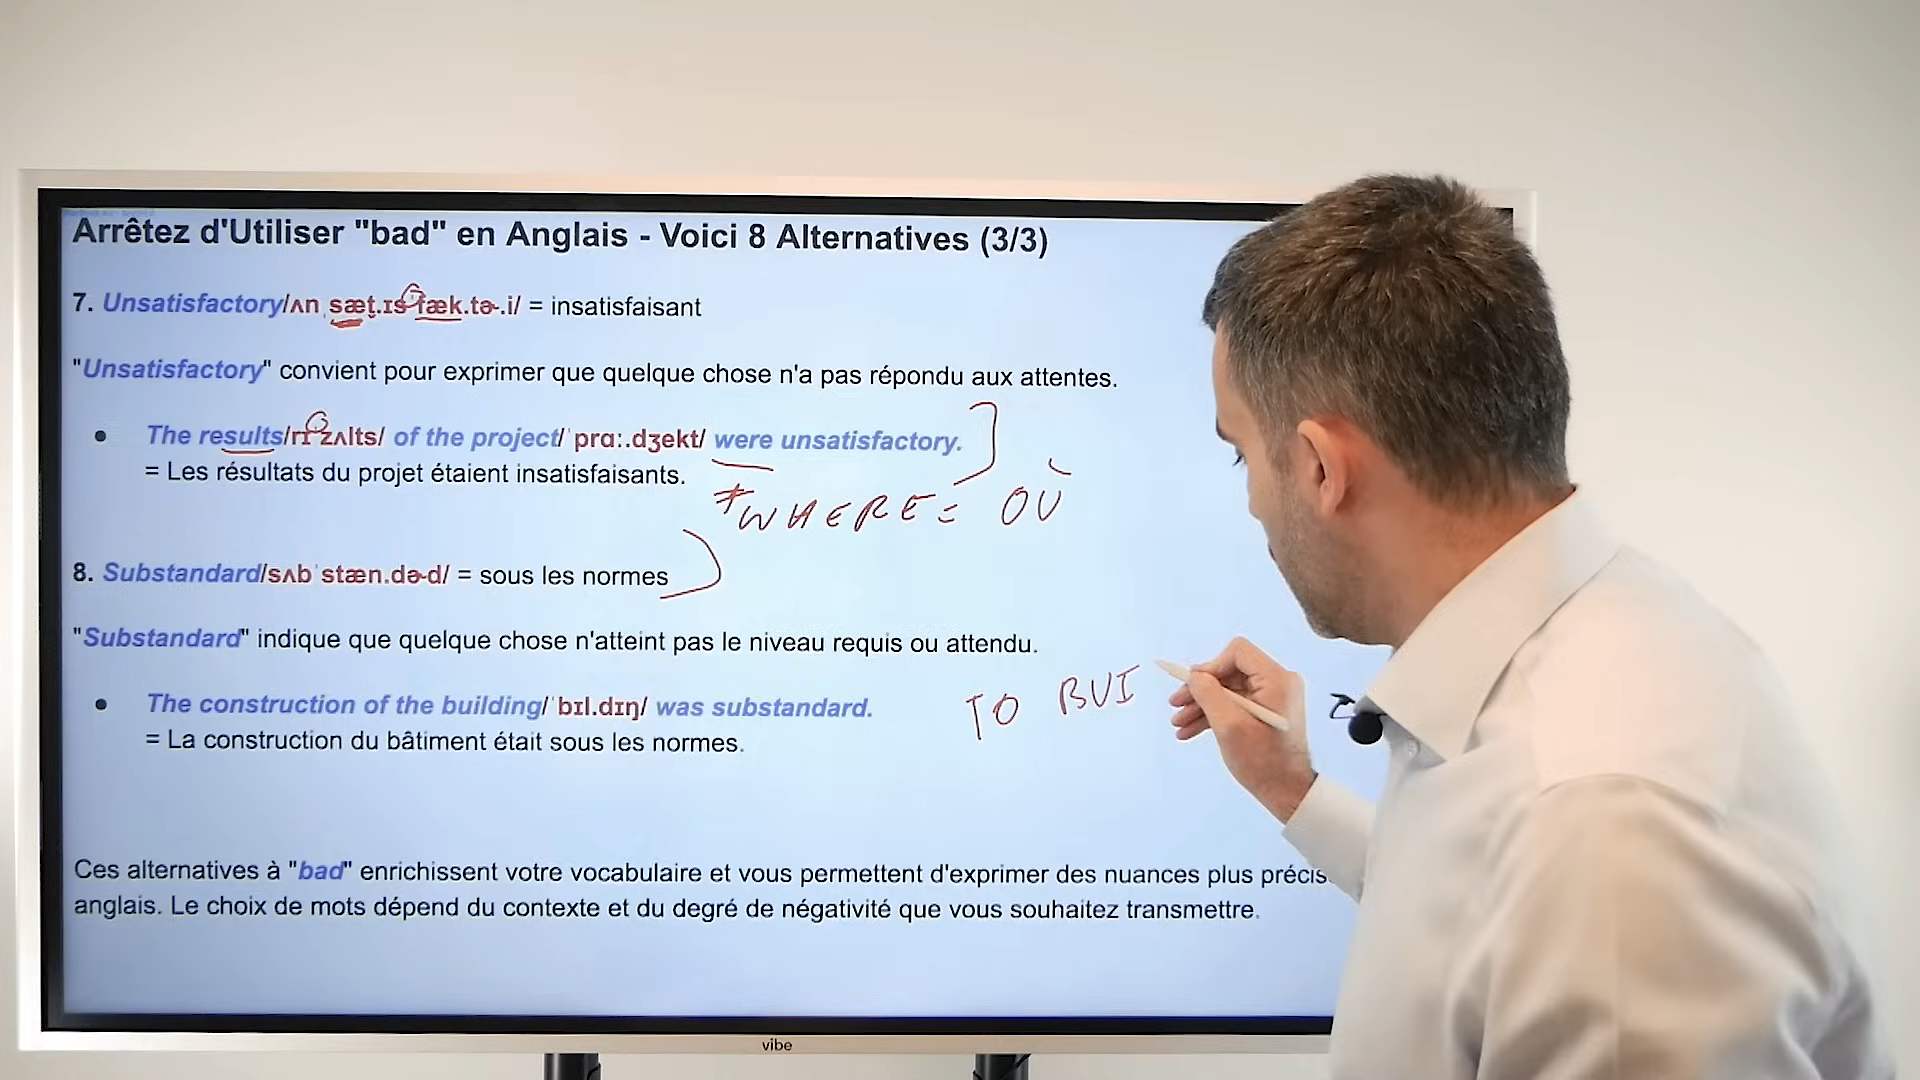 Arrêtez d'Utiliser "bad" en Anglais - Voici 8 Alternatives (3/3)
7. Unsatisfactory/ʌnˌsæt̬.ɪsˈfæk.tɚ.i/ = insatisfaisant
"Unsatisfactory" convient pour exprimer que quelque chose n'a pas répondu aux attentes.
● The results/rɪˈzʌlts/ of the project/ˈprɑː.dʒekt/ were unsatisfactory.
= Les résultats du projet étaient insatisfaisants.
≠ WHERE = OÙ
8. Substandard/sʌbˈstæn.dɚd/ = sous les normes
"Substandard" indique que quelque chose n'atteint pas le niveau requis ou attendu.
TO BUI
● The construction of the building/ˈbɪl.dɪŋ/ was substandard.
= La construction du bâtiment était sous les normes.
Ces alternatives à "bad" enrichissent votre vocabulaire et vous permettent d'exprimer des nuances plus précis
anglais. Le choix de mots dépend du contexte et du degré de négativité que vous souhaitez transmettre.
vibe